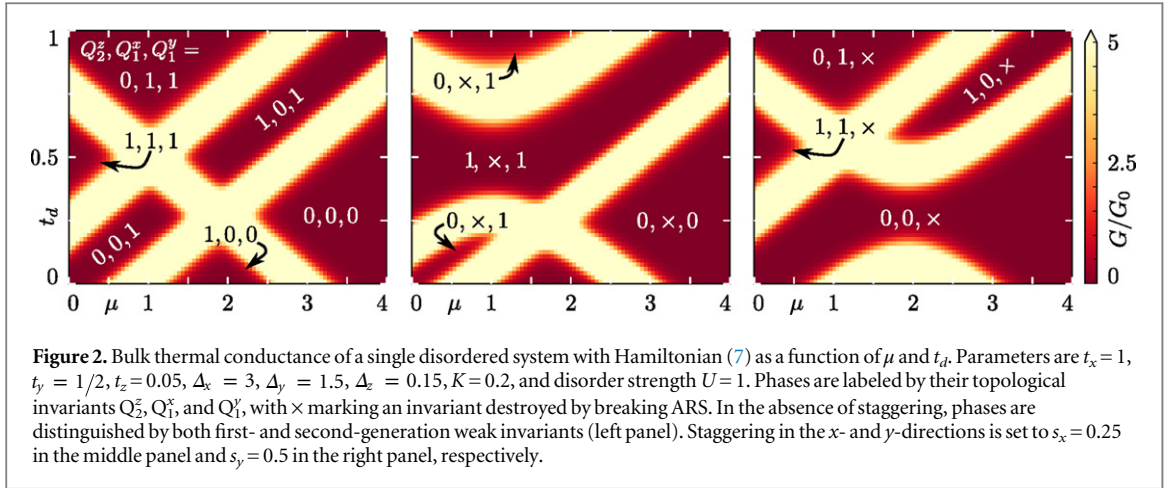 1
0.5
t_d
0
Q_2^z, Q_1^x, Q_1^y =
0, 1, 1
1, 0, 1
1, 1, 1
0, 0, 1
1, 0, 0
0, 0, 0
0 μ 1 2 3 4
0, ×, 1
1, ×, 1
0, ×, 1
0, ×, 0
0 μ 1 2 3 4
0, 1, ×
1, 0, ×
1, 1, ×
0, 0, ×
0 μ 1 2 3 4
5
2.5
0
G/G_0
Figure 2. Bulk thermal conductance of a single disordered system with Hamiltonian (7) as a function of μ and t_d. Parameters are t_x = 1,
t_y = 1/2, t_z = 0.05, Δ_x = 3, Δ_y = 1.5, Δ_z = 0.15, K = 0.2, and disorder strength U = 1. Phases are labeled by their topological
invariants Q_2^z, Q_1^x, and Q_1^y, with × marking an invariant destroyed by breaking ARS. In the absence of staggering, phases are
distinguished by both first- and second-generation weak invariants (left panel). Staggering in the x- and y-directions is set to s_x = 0.25
in the middle panel and s_y = 0.5 in the right panel, respectively.